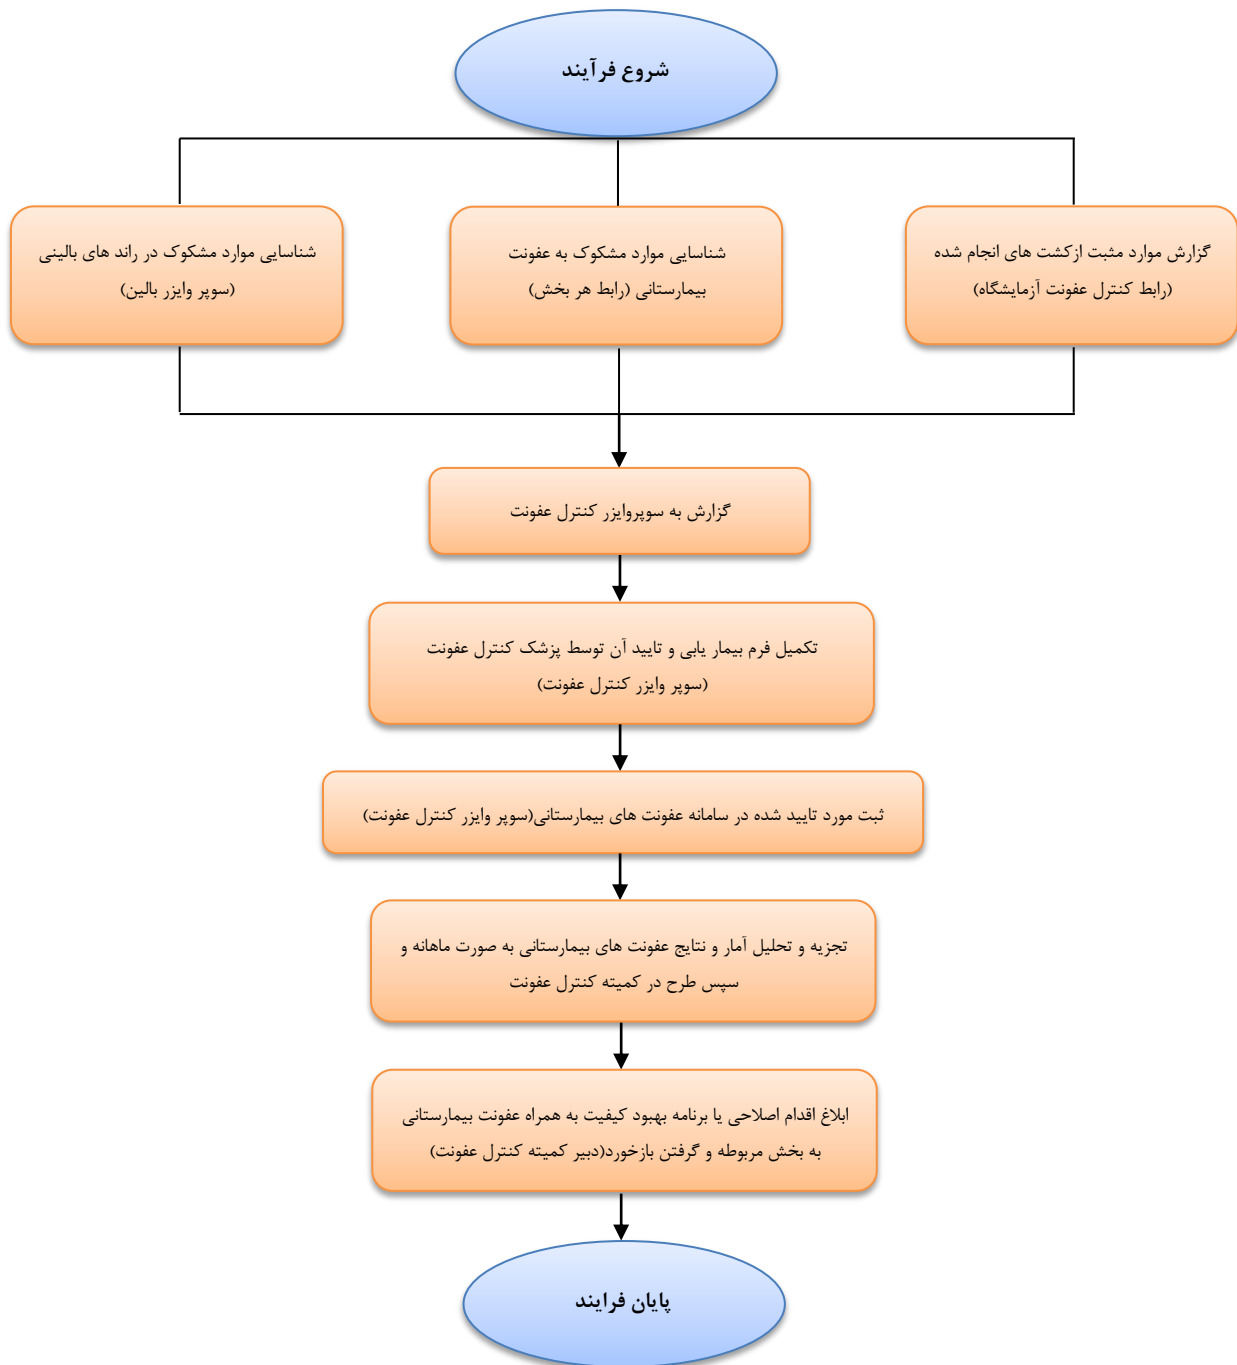 شروع فرآیند
گزارش موارد مثبت ازکشت های انجام شده
(رابط کنترل عفونت آزمایشگاه)
شناسایی موارد مشکوک به عفونت
بیمارستانی (رابط هر بخش)
شناسایی موارد مشکوک در راند های بالینی
(سوپر وایزر بالین)
گزارش به سوپروایزر کنترل عفونت
تکمیل فرم بیمار یابی و تایید آن توسط پزشک کنترل عفونت
(سوپر وایزر کنترل عفونت)
ثبت مورد تایید شده در سامانه عفونت های بیمارستانی(سوپر وایزر کنترل عفونت)
تجزیه و تحلیل آمار و نتایج عفونت های بیمارستانی به صورت ماهانه و
سپس طرح در کمیته کنترل عفونت
ابلاغ اقدام اصلاحی یا برنامه بهبود کیفیت به همراه عفونت بیمارستانی
به بخش مربوطه و گرفتن بازخورد(دبیر کمیته کنترل عفونت)
پایان فرایند